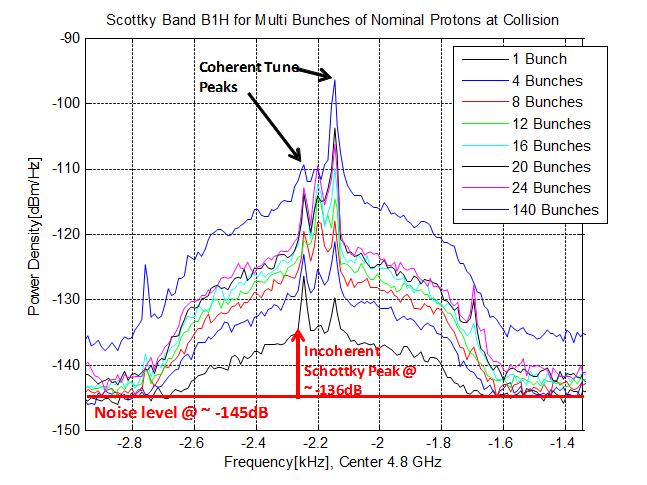 Scottky Band B1H for Multi Bunches of Nominal Protons at Collision
-90
-100
-110
-120
-130
-140
-150
Power Density[dBm/Hz]
Coherent Tune
Peaks
1 Bunch
4 Bunches
8 Bunches
12 Bunches
16 Bunches
20 Bunches
24 Bunches
140 Bunches
Incoherent
Schottky Peak @
~ -136dB
Noise level @ ~ -145dB
-2.8
-2.6
-2.4
-2.2
-2
-1.8
-1.6
-1.4
Frequency[kHz], Center 4.8 GHz